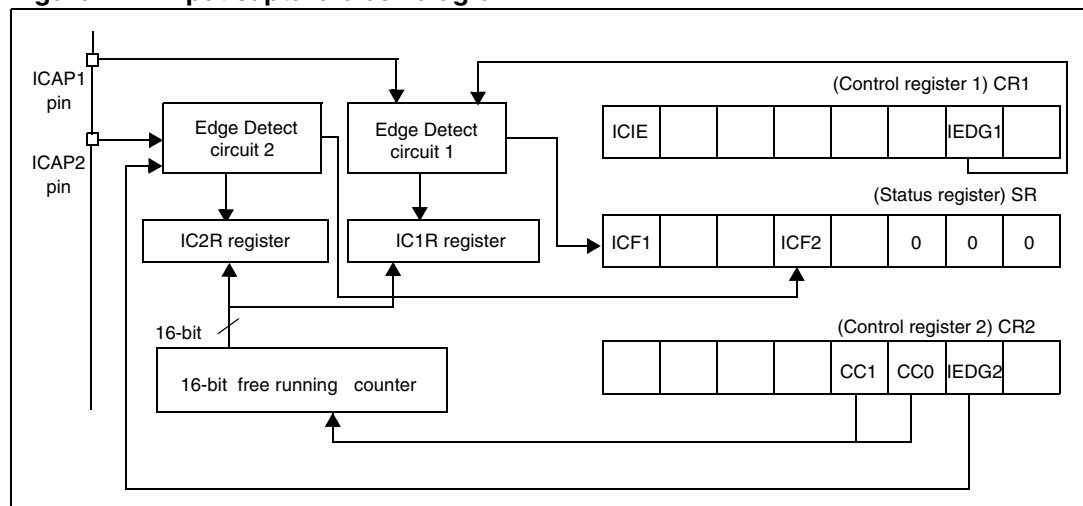 ICAP1
pin
ICAP2
pin
Edge Detect
circuit 2
Edge Detect
circuit 1
IC2R register
IC1R register
16-bit
16-bit free running counter
(Control register 1) CR1
ICIE IEDG1
(Status register) SR
ICF1 ICF2 0 0 0
(Control register 2) CR2
CC1 CC0 IEDG2